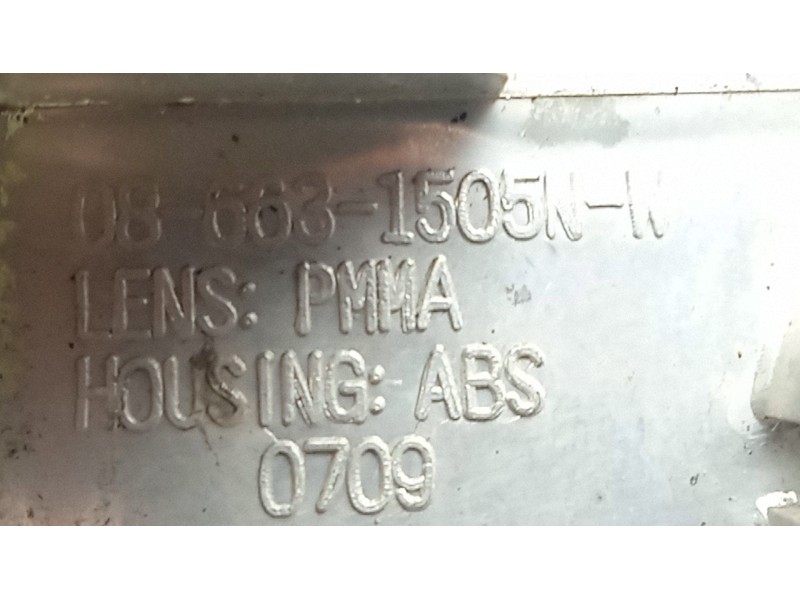 08-663-1505N-W
LENS: PMMA
HOUSING: ABS
0709